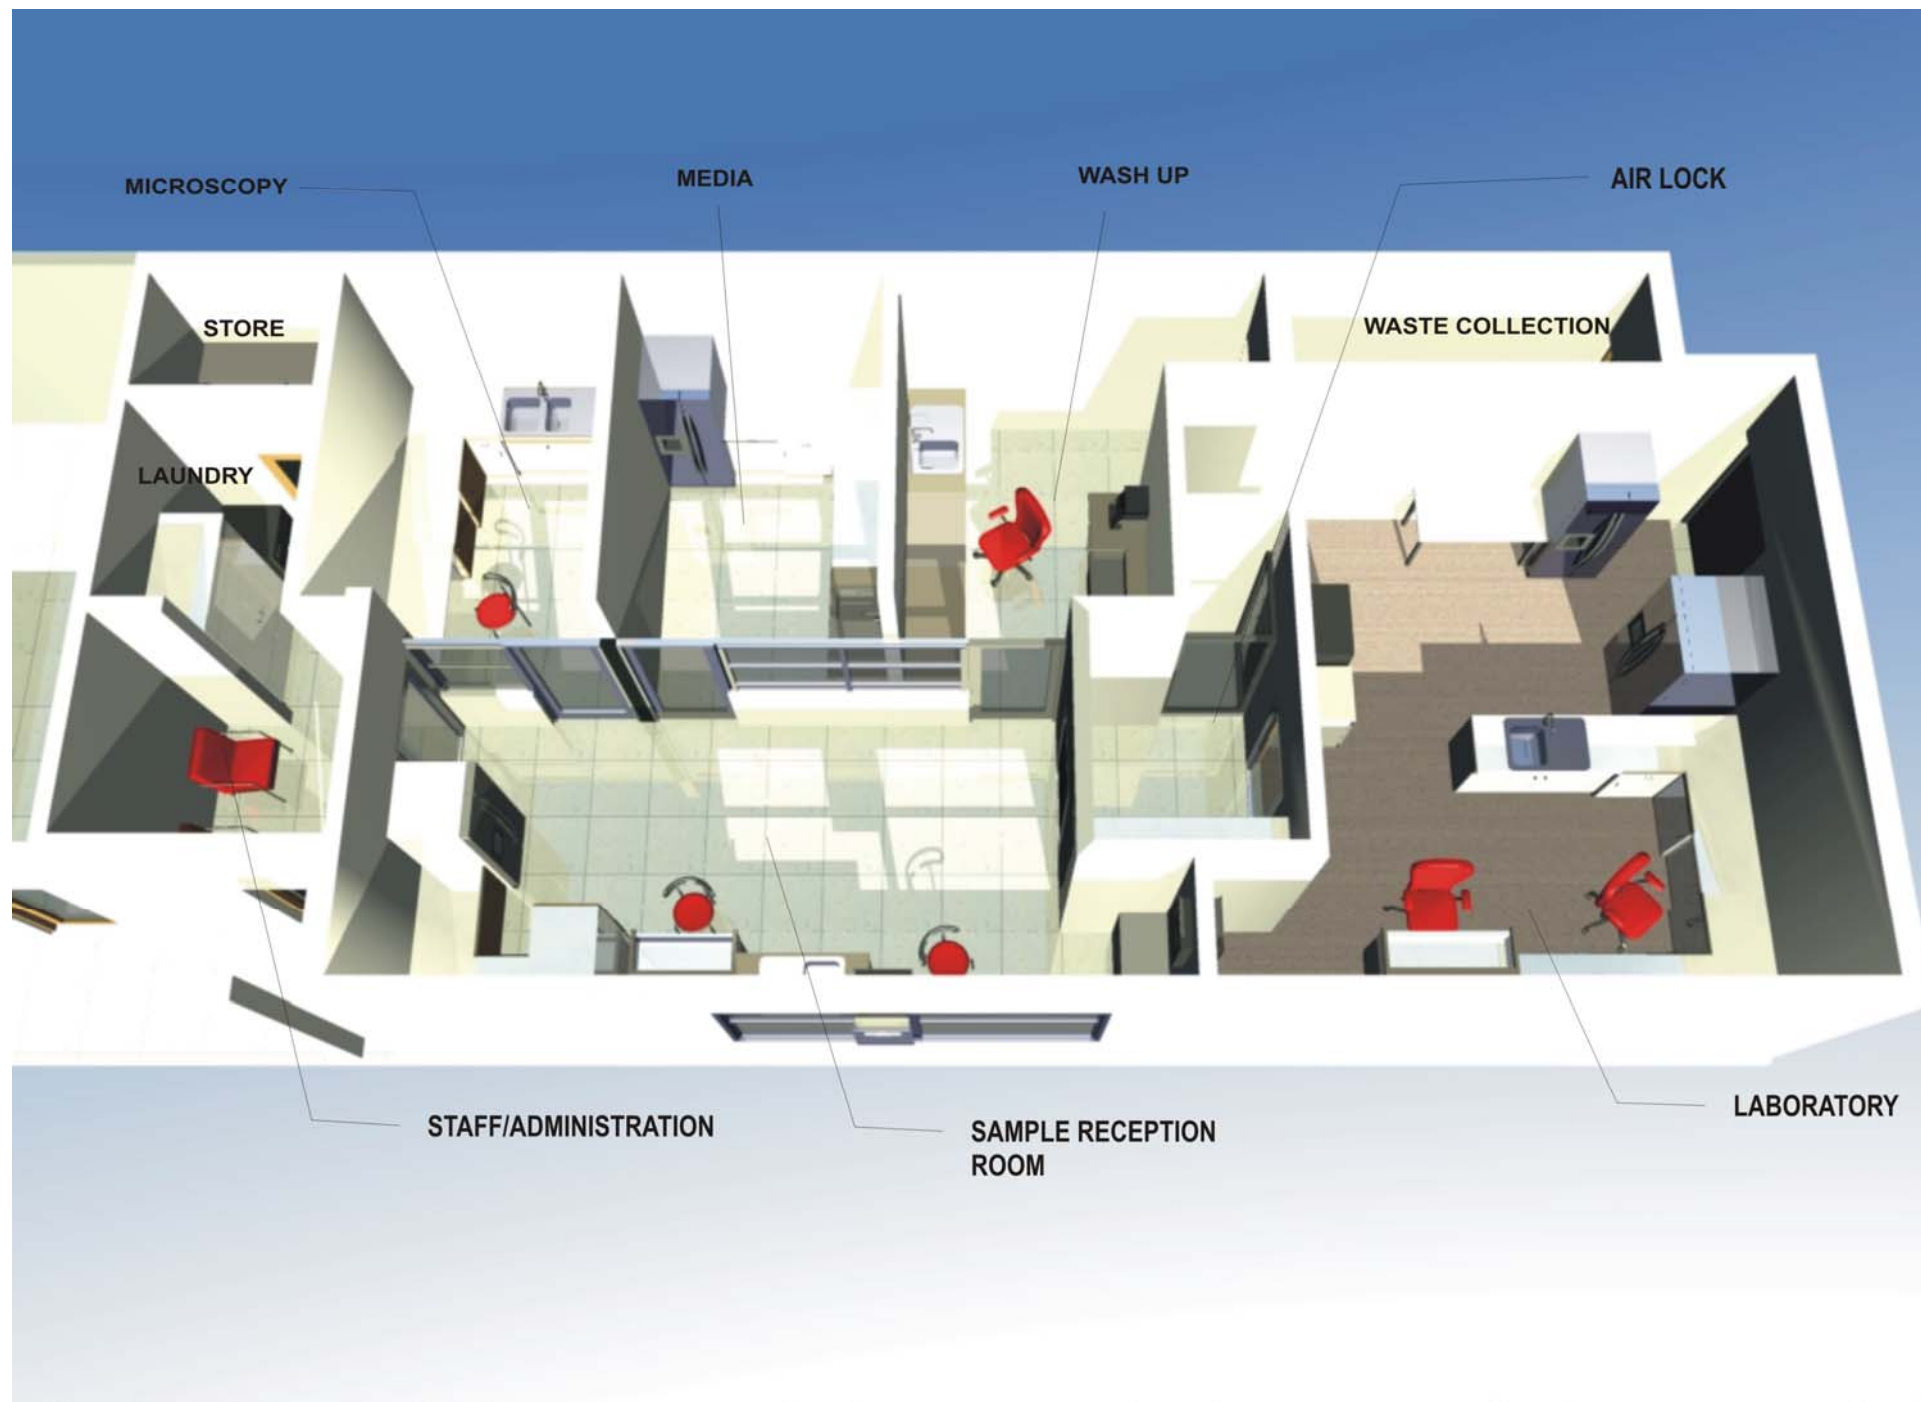 MICROSCOPY
MEDIA
WASH UP
AIR LOCK
STORE
WASTE COLLECTION
LAUNDRY
STAFF/ADMINISTRATION
SAMPLE RECEPTION
ROOM
LABORATORY